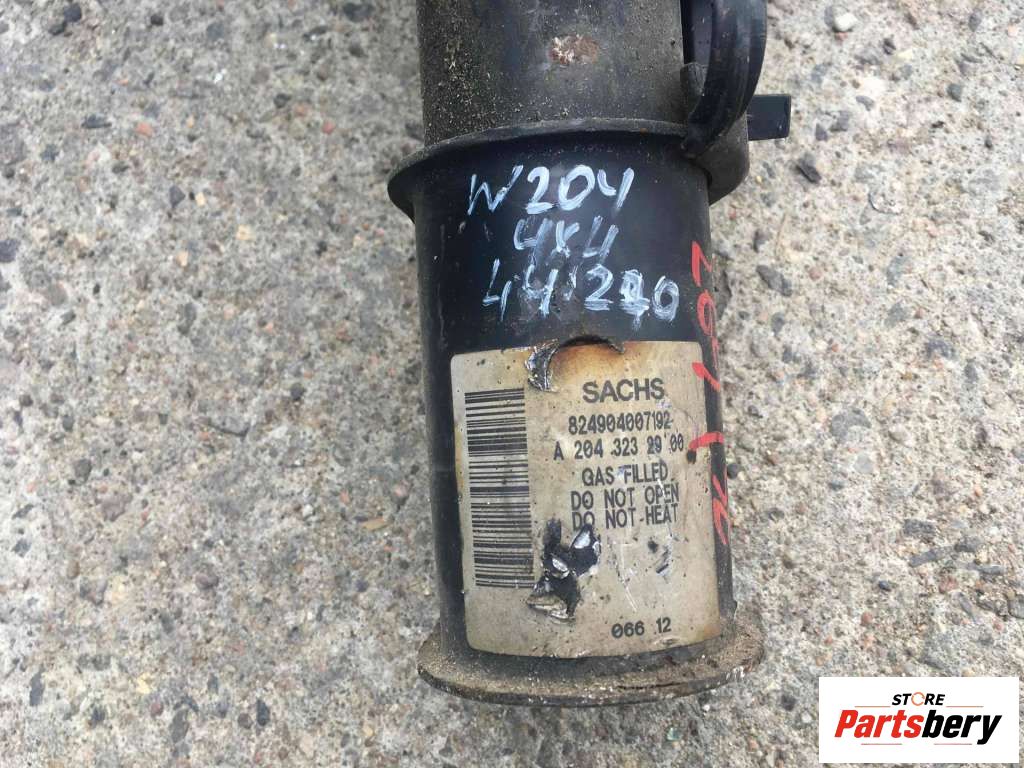 W204
4x4
SACHS
824904007192
A 204 323 29 00
GAS FILLED
DO NOT OPEN
DO NOT HEAT
066 12
STORE
Partsbery